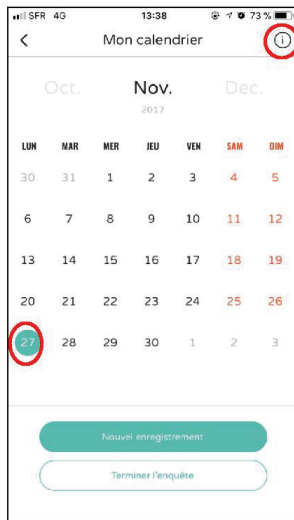 SFR 4G 13:38 73 %
Mon calendrier
Oct. Nov. Dec.
2017
LUN MAR MER JEU VEN SAM DIM
30 31 1 2 3 4 5
6 7 8 9 10 11 12
13 14 15 16 17 18 19
20 21 22 23 24 25 26
27 28 29 30 1 2 3
Nouvel enregistrement
Terminer l'enquête